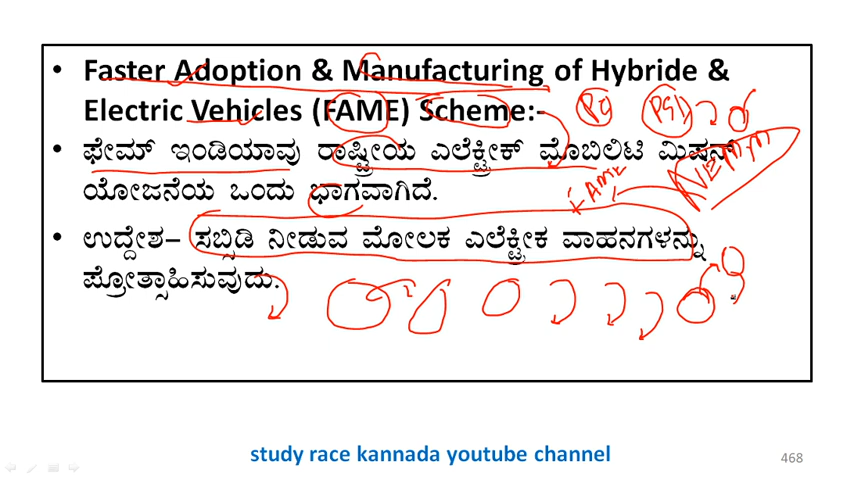 • Faster Adoption & Manufacturing of Hybride &
Electric Vehicles (FAME) Scheme:-
• ಫೇಮ್ ಇಂಡಿಯಾವು ರಾಷ್ಟ್ರೀಯ ಎಲೆಕ್ಟ್ರೀಕ್ ಮೊಬಿಲಿಟಿ ಮಿಷನ್
ಯೋಜನೆಯ ಒಂದು ಭಾಗವಾಗಿದೆ.
FAME
• ಉದ್ದೇಶ– ಸಬ್ಸಿಡಿ ನೀಡುವ ಮೋಲಕ ಎಲೆಕ್ಟ್ರೀಕ ವಾಹನಗಳನ್ನು
ಪ್ರೋತ್ಸಾಹಿಸುವುದು.
study race kannada youtube channel
468